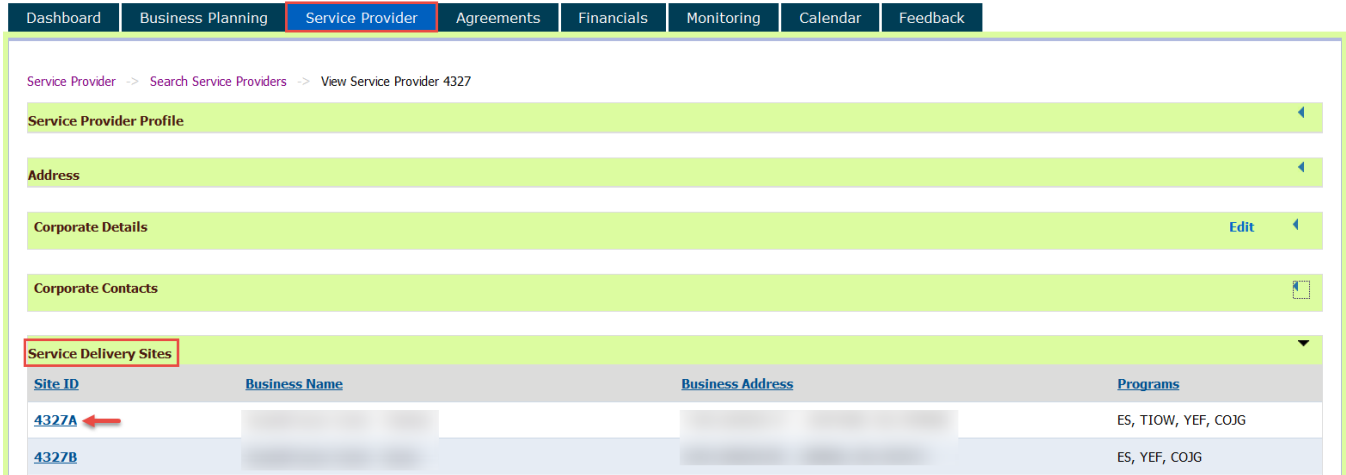 Dashboard Business Planning Service Provider Agreements Financials Monitoring Calendar Feedback
Service Provider -> Search Service Providers -> View Service Provider 4327
Service Provider Profile
Address
Corporate Details Edit
Corporate Contacts
Service Delivery Sites
Site ID Business Name Business Address Programs
4327A ES, TIOW, YEF, COJG
4327B ES, YEF, COJG